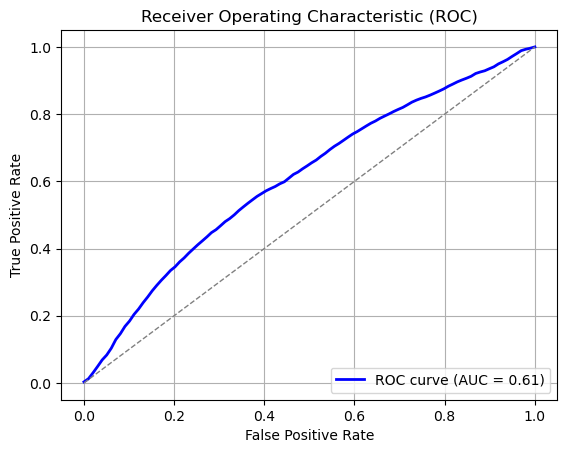 Receiver Operating Characteristic (ROC)
1.0
0.8
0.6
0.4
0.2
0.0
True Positive Rate
ROC curve (AUC = 0.61)
0.0 0.2 0.4 0.6 0.8 1.0
False Positive Rate